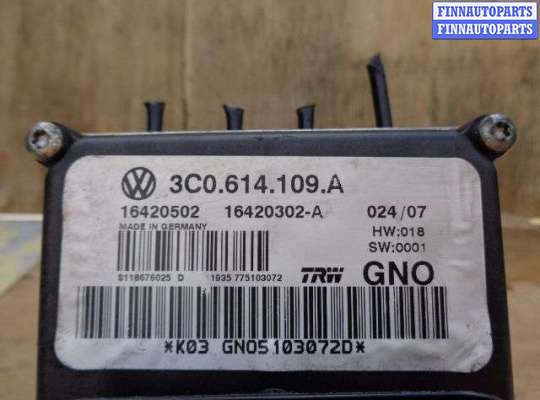 FINNAUTOPARTS
FINNAUTOPARTS
3C0.614.109.A
16420502 16420302-A 024/07
MADE IN GERMANY HW:018
SW:0001
S118676025 D 1935 775103072 TRW GNO
*K03 GNO5103072D*